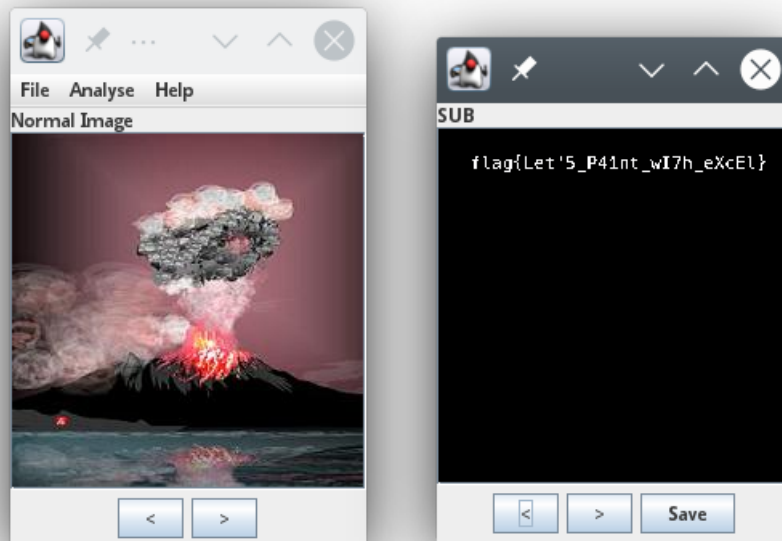 File Analyse Help
Normal Image
< >
SUB
flag{Let'5_P41nt_wI7h_eXcEl}
< > Save